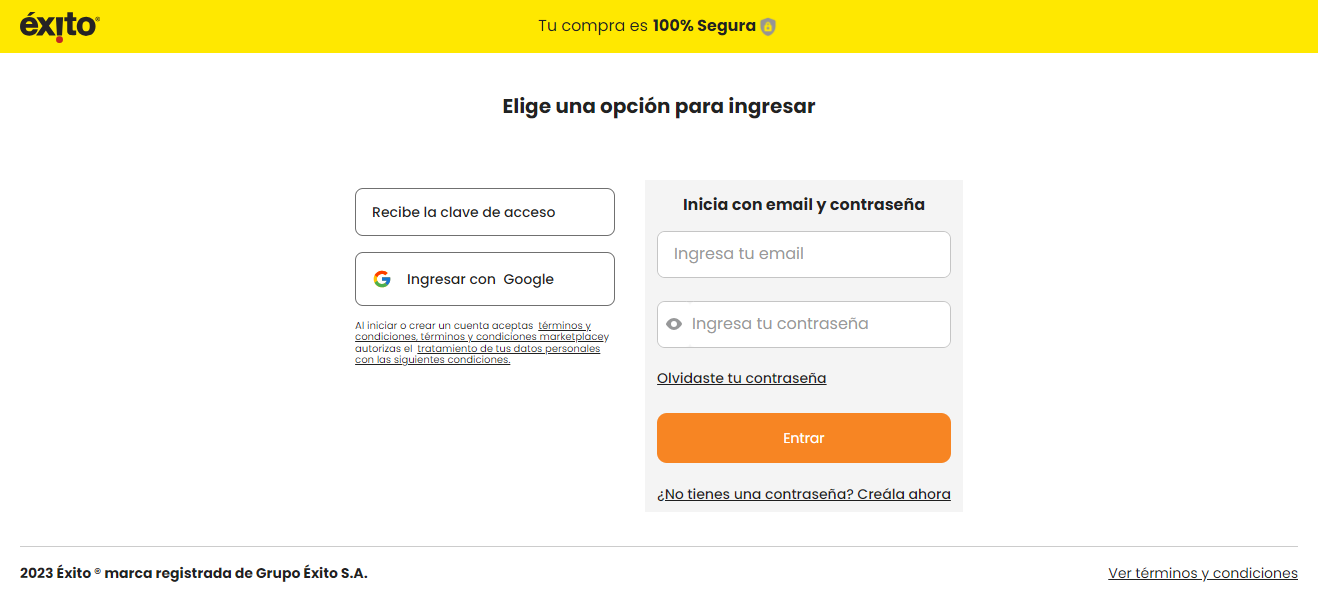 éxito®
Tu compra es 100% Segura
Elige una opción para ingresar
Recibe la clave de acceso
Ingresar con Google
Al iniciar o crear un cuenta aceptas términos y
condiciones, términos y condiciones marketplacey
autorizas el tratamiento de tus datos personales
con las siguientes condiciones.
Inicia con email y contraseña
Ingresa tu email
Ingresa tu contraseña
Olvidaste tu contraseña
Entrar
¿No tienes una contraseña? Creála ahora
2023 Éxito ® marca registrada de Grupo Éxito S.A.
Ver términos y condiciones